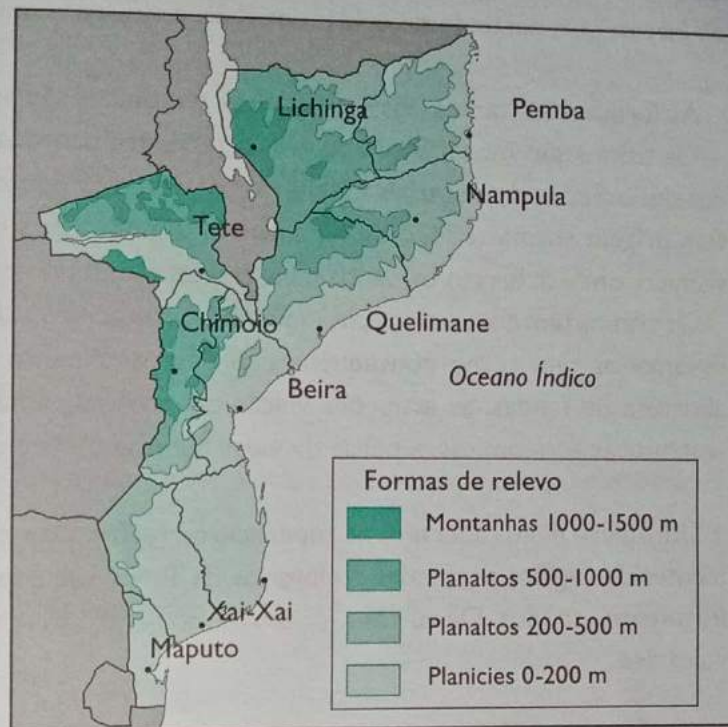 Lichinga
Pemba
Nampula
Tete
Chimoio
Quelimane
Beira
Oceano Índico
Xai-Xai
Maputo
Formas de relevo
Montanhas 1000-1500 m
Planaltos 500-1000 m
Planaltos 200-500 m
Planicies 0-200 m